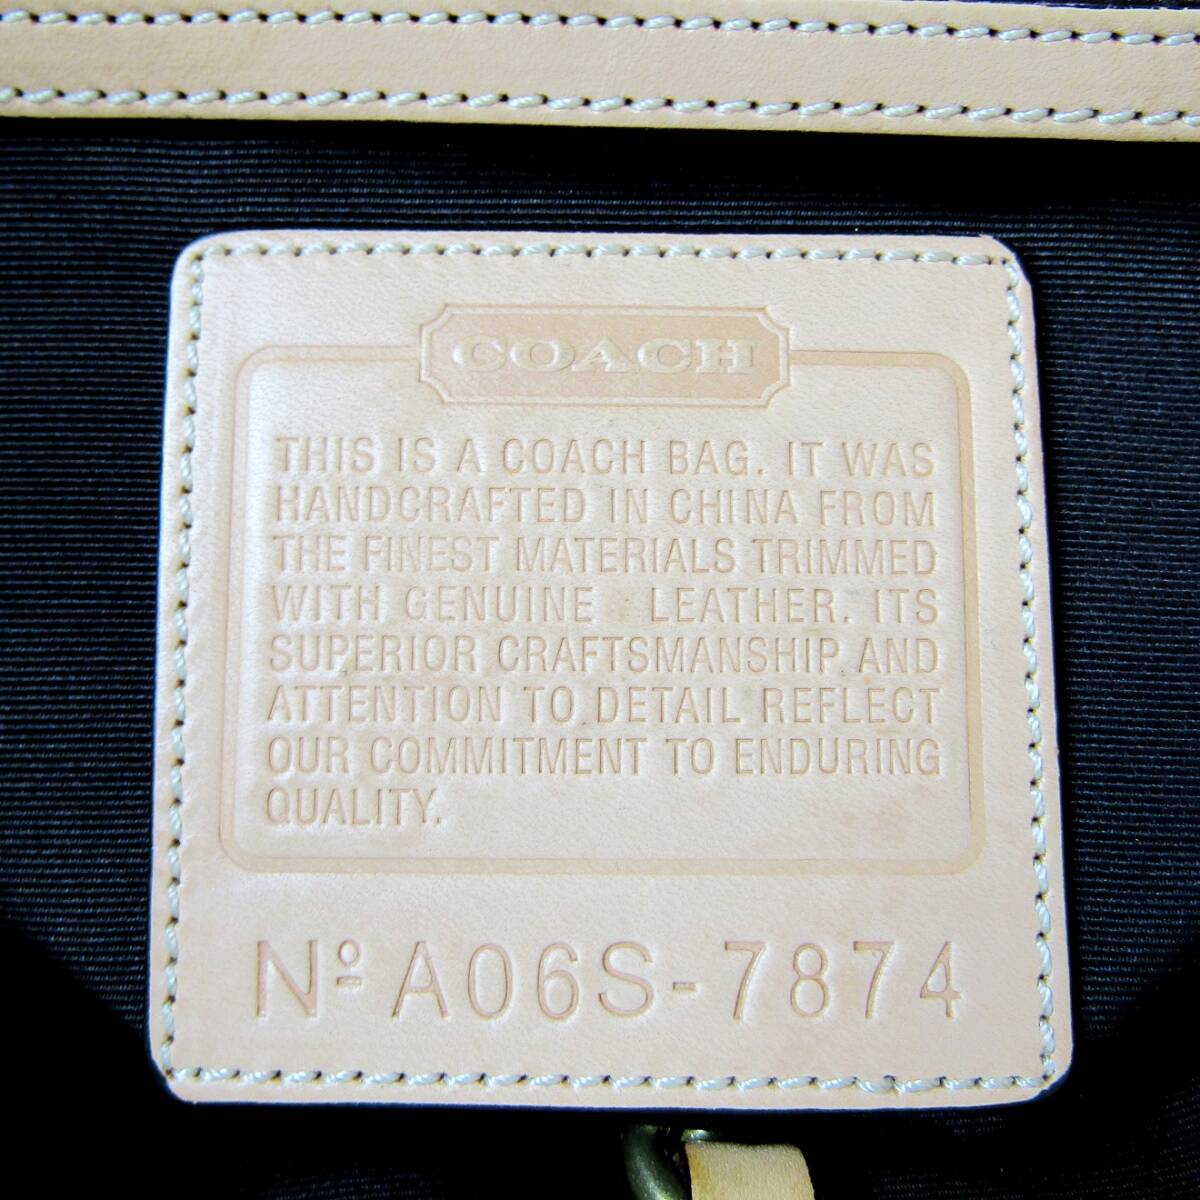 COACH
THIS IS A COACH BAG. IT WAS
HANDCRAFTED IN CHINA FROM
THE FINEST MATERIALS TRIMMED
WITH GENUINE LEATHER. ITS
SUPERIOR CRAFTSMANSHIP AND
ATTENTION TO DETAIL REFLECT
OUR COMMITMENT TO ENDURING
QUALITY.
Nº A06S-7874